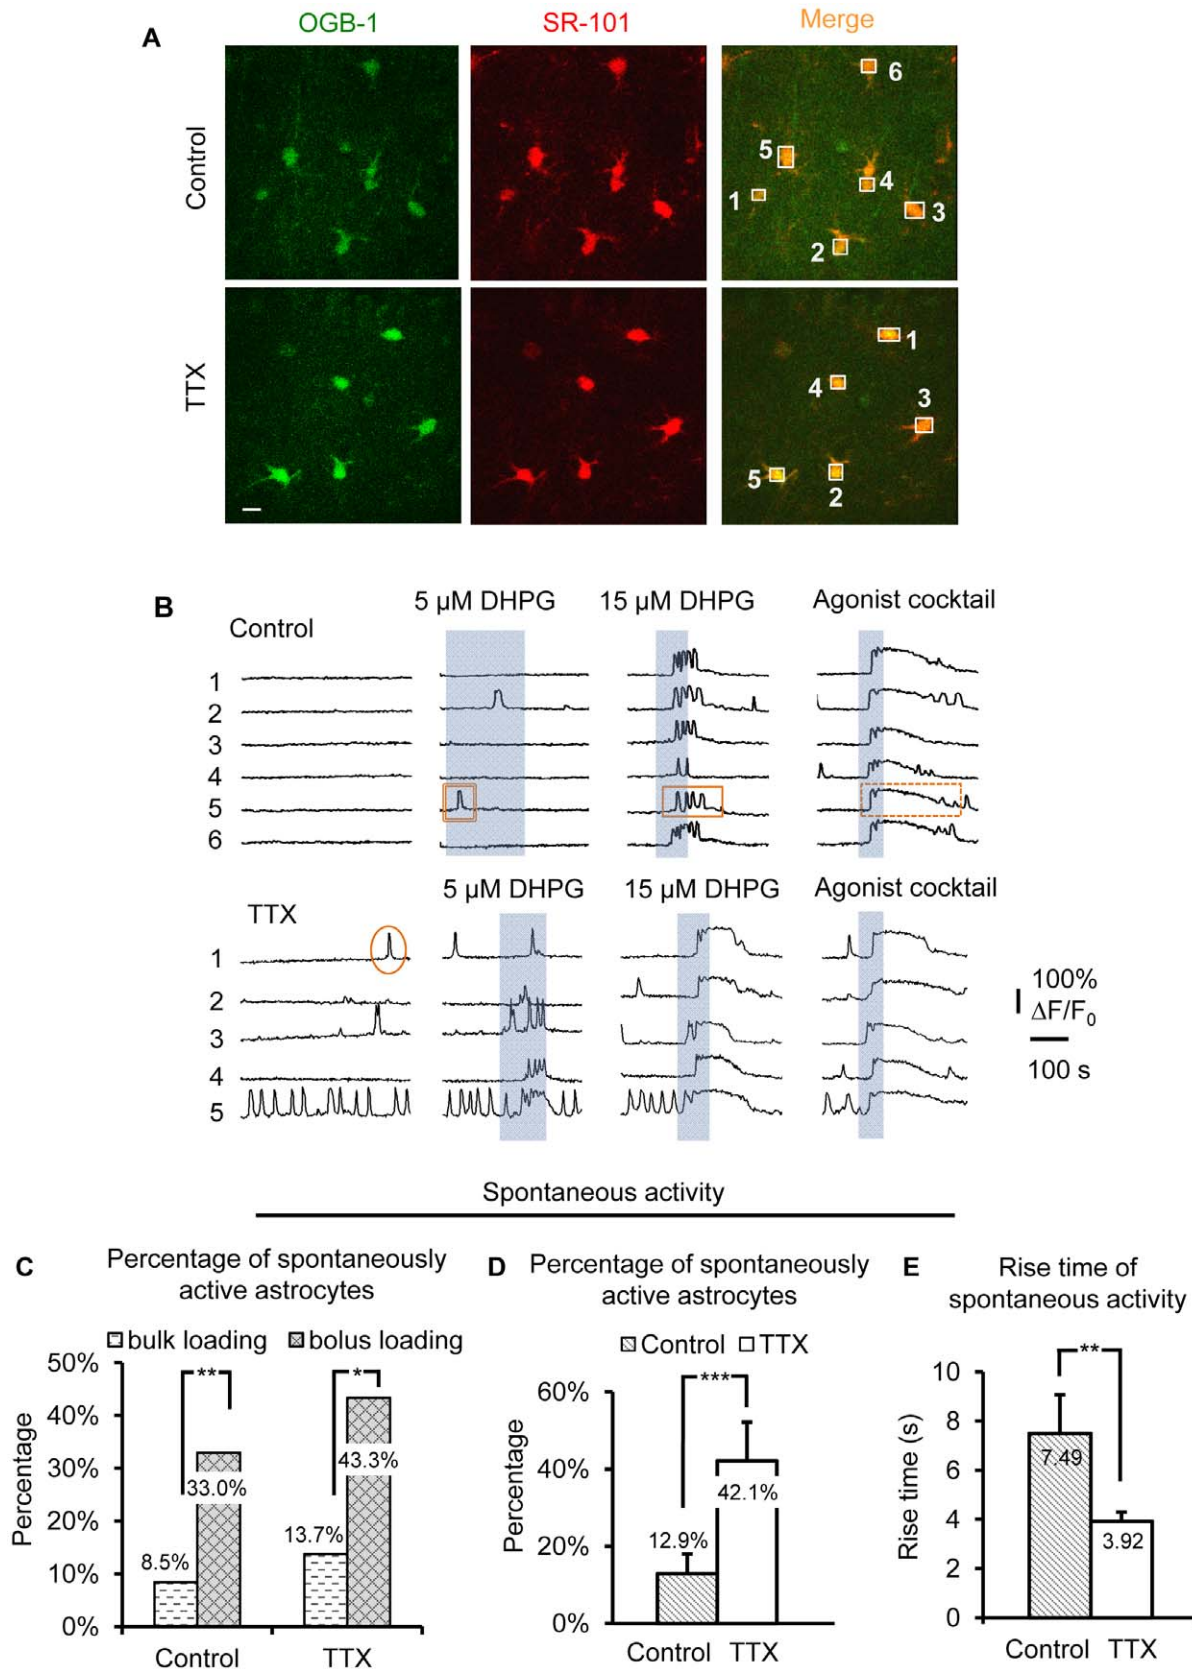 A
OGB-1 SR-101 Merge
Control
6
5
4
1
3
2
TTX
1
4
3
5
2
B
5 µM DHPG 15 µM DHPG Agonist cocktail
Control
1
2
3
4
5
6
5 µM DHPG 15 µM DHPG Agonist cocktail
TTX
1
2
3
4
5
100%
ΔF/F0
100 s
Spontaneous activity
C Percentage of spontaneously
active astrocytes
bulk loading bolus loading
50%
40%
30%
20%
10%
0%
Percentage
** *
8.5% 33.0% 13.7% 43.3%
Control TTX
D Percentage of spontaneously
active astrocytes
Control TTX
60%
40%
20%
0%
Percentage
***
12.9% 42.1%
Control TTX
E Rise time of
spontaneous activity
10
8
6
4
2
0
Rise time (s)
**
7.49 3.92
Control TTX